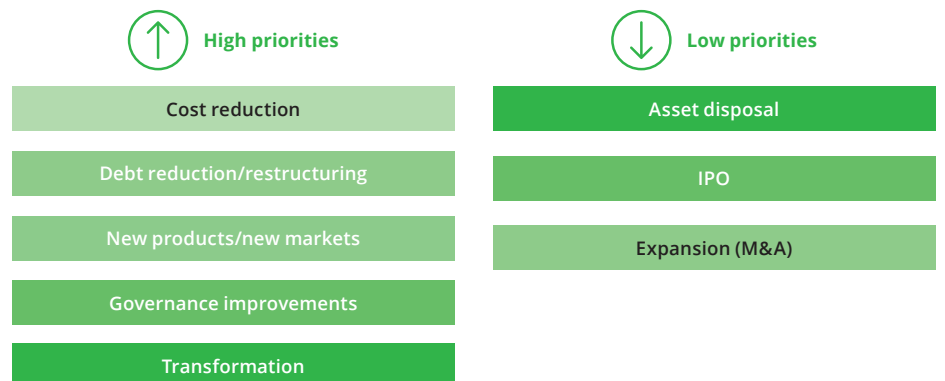 High priorities
Cost reduction
Debt reduction/restructuring
New products/new markets
Governance improvements
Transformation
Low priorities
Asset disposal
IPO
Expansion (M&A)